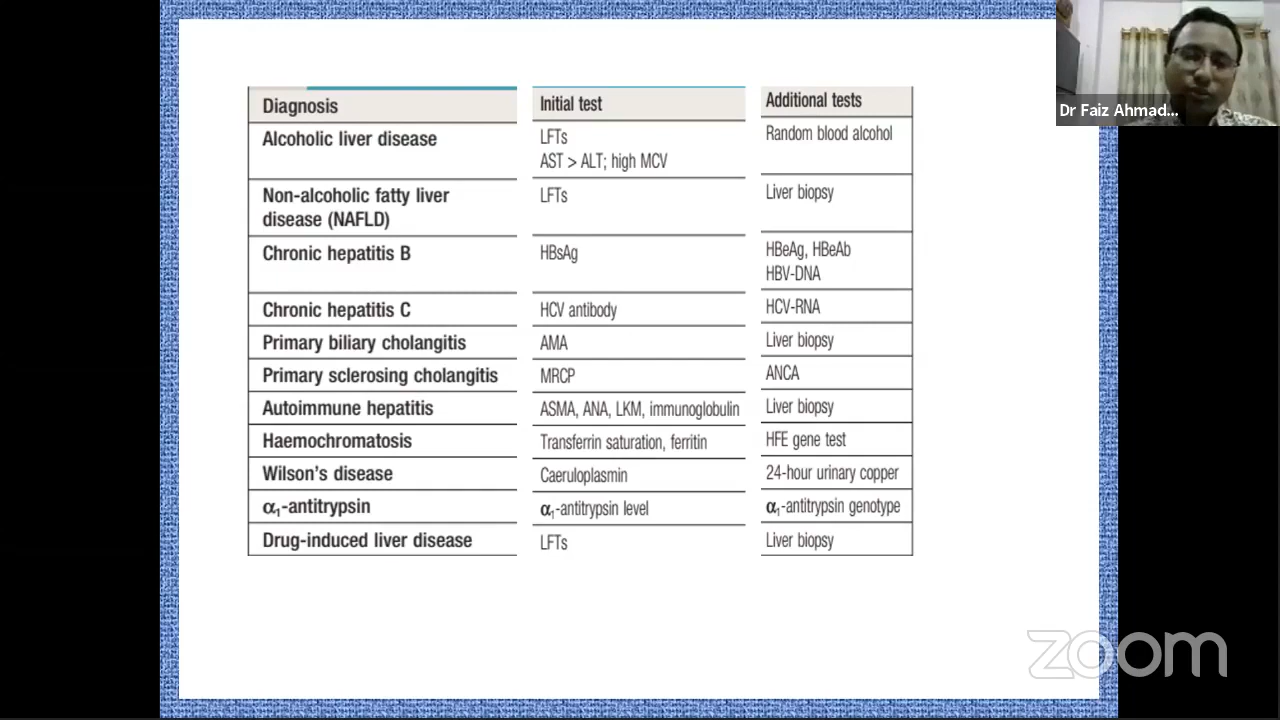 Diagnosis Initial test Additional tests
Alcoholic liver disease LFTs Random blood alcohol
AST > ALT; high MCV
Non-alcoholic fatty liver LFTs Liver biopsy
disease (NAFLD)
Chronic hepatitis B HBsAg HBeAg, HBeAb
HBV-DNA
Chronic hepatitis C HCV antibody HCV-RNA
Primary biliary cholangitis AMA Liver biopsy
Primary sclerosing cholangitis MRCP ANCA
Autoimmune hepatitis ASMA, ANA, LKM, immunoglobulin Liver biopsy
Haemochromatosis Transferrin saturation, ferritin HFE gene test
Wilson's disease Caeruloplasmin 24-hour urinary copper
α₁-antitrypsin α₁-antitrypsin level α₁-antitrypsin genotype
Drug-induced liver disease LFTs Liver biopsy
Dr Faiz Ahmad...
zoom